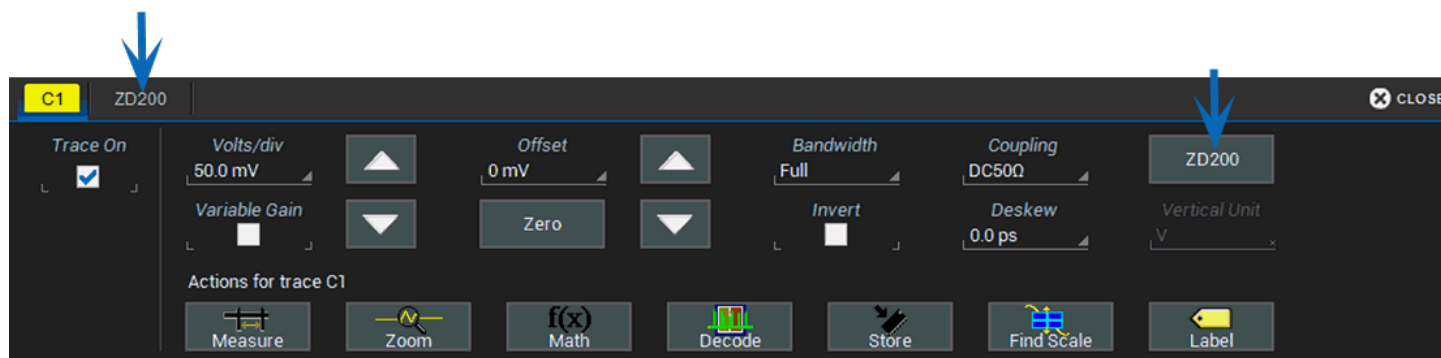 C1 ZD200 CLOSE
Trace On Volts/div Offset Bandwidth Coupling ZD200
50.0 mV 0 mV Full DC50Ω
Variable Gain Zero Invert Deskew Vertical Unit
0.0 ps V
Actions for trace C1
f(x)
Measure Zoom Math Decode Store Find Scale Label